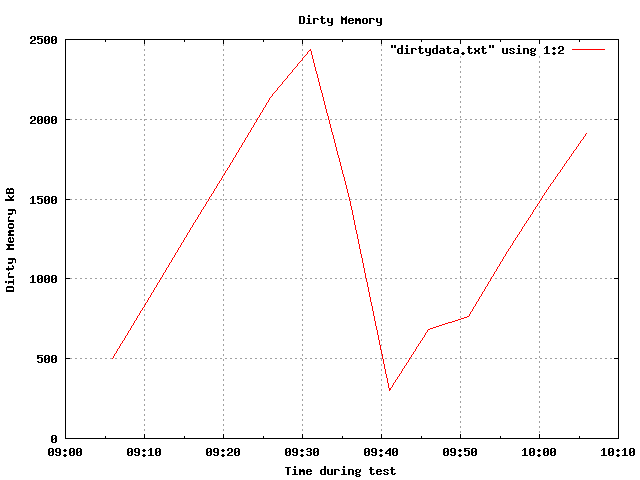 Dirty Memory
"dirtydata.txt" using 1:2
2500
2000
1500
1000
500
0
Dirty Memory kB
09:00 09:10 09:20 09:30 09:40 09:50 10:00 10:10
Time during test